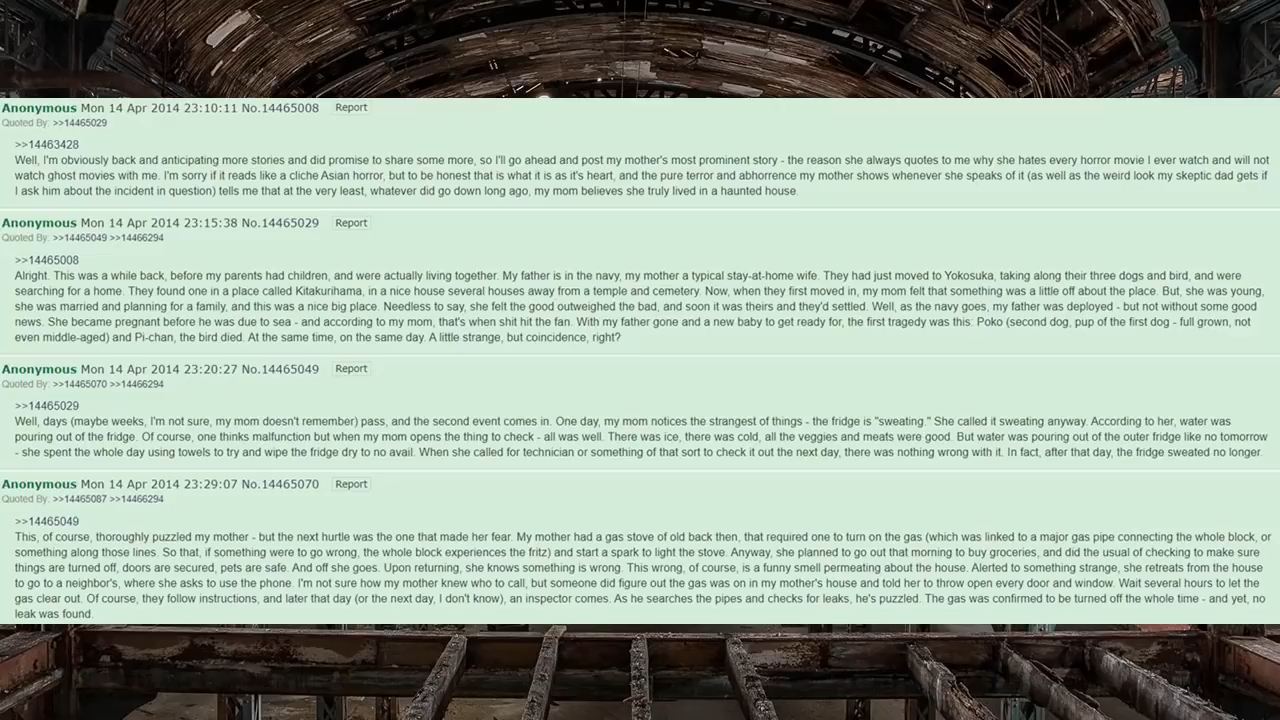 Anonymous Mon 14 Apr 2014 23:10:11 No.14465008 Report
Quoted By: >>14465029
>>14463428
Well, I'm obviously back and anticipating more stories and did promise to share some more, so I'll go ahead and post my mother's most prominent story - the reason she always quotes to me why she hates every horror movie I ever watch and will not
watch ghost movies with me. I'm sorry if it reads like a cliche Asian horror, but to be honest that is what it is as it's heart, and the pure terror and abhorrence my mother shows whenever she speaks of it (as well as the weird look my skeptic dad gets if
I ask him about the incident in question) tells me that at the very least, whatever did go down long ago, my mom believes she truly lived in a haunted house.
Anonymous Mon 14 Apr 2014 23:15:38 No.14465029 Report
Quoted By: >>14465049 >>14466294
>>14465008
Alright. This was a while back, before my parents had children, and were actually living together. My father is in the navy, my mother a typical stay-at-home wife. They had just moved to Yokosuka, taking along their three dogs and bird, and were
searching for a home. They found one in a place called Kitakurihama, in a nice house several houses away from a temple and cemetery. Now, when they first moved in, my mom felt that something was a little off about the place. But, she was young,
she was married and planning for a family, and this was a nice big place. Needless to say, she felt the good outweighed the bad, and soon it was theirs and they'd settled. Well, as the navy goes, my father was deployed - but not without some good
news. She became pregnant before he was due to sea - and according to my mom, that's when shit hit the fan. With my father gone and a new baby to get ready for, the first tragedy was this: Poko (second dog, pup of the first dog - full grown, not
even middle-aged) and Pi-chan, the bird died. At the same time, on the same day. A little strange, but coincidence, right?
Anonymous Mon 14 Apr 2014 23:20:27 No.14465049 Report
Quoted By: >>14465070 >>14466294
>>14465029
Well, days (maybe weeks, I'm not sure, my mom doesn't remember) pass, and the second event comes in. One day, my mom notices the strangest of things - the fridge is "sweating." She called it sweating anyway. According to her, water was
pouring out of the fridge. Of course, one thinks malfunction but when my mom opens the thing to check - all was well. There was ice, there was cold, all the veggies and meats were good. But water was pouring out of the outer fridge like no tomorrow
- she spent the whole day using towels to try and wipe the fridge dry to no avail. When she called for technician or something of that sort to check it out the next day, there was nothing wrong with it. In fact, after that day, the fridge sweated no longer.
Anonymous Mon 14 Apr 2014 23:29:07 No.14465070 Report
Quoted By: >>14465087 >>14466294
>>14465049
This, of course, thoroughly puzzled my mother - but the next hurtle was the one that made her fear. My mother had a gas stove of old back then, that required one to turn on the gas (which was linked to a major gas pipe connecting the whole block, or
something along those lines. So that, if something were to go wrong, the whole block experiences the fritz) and start a spark to light the stove. Anyway, she planned to go out that morning to buy groceries, and did the usual of checking to make sure
things are turned off, doors are secured, pets are safe. And off she goes. Upon returning, she knows something is wrong. This wrong, of course, is a funny smell permeating about the house. Alerted to something strange, she retreats from the house
to go to a neighbor's, where she asks to use the phone. I'm not sure how my mother knew who to call, but someone did figure out the gas was on in my mother's house and told her to throw open every door and window. Wait several hours to let the
gas clear out. Of course, they follow instructions, and later that day (or the next day, I don't know), an inspector comes. As he searches the pipes and checks for leaks, he's puzzled. The gas was confirmed to be turned off the whole time - and yet, no
leak was found.